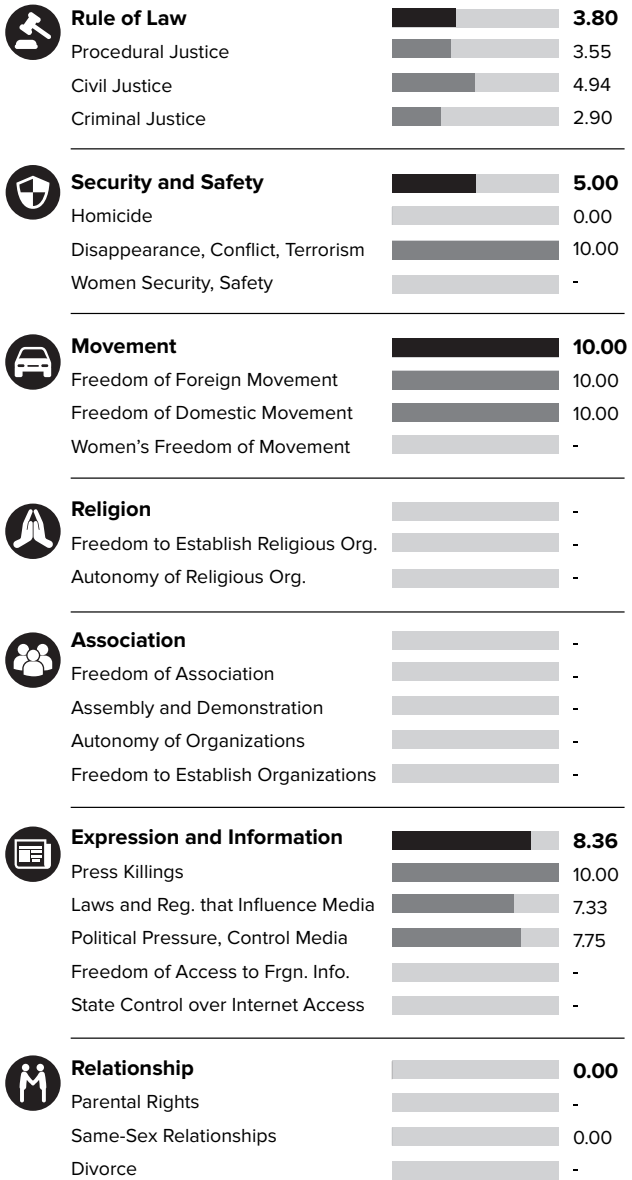 Rule of Law 3.80
Procedural Justice 3.55
Civil Justice 4.94
Criminal Justice 2.90
Security and Safety 5.00
Homicide 0.00
Disappearance, Conflict, Terrorism 10.00
Women Security, Safety -
Movement 10.00
Freedom of Foreign Movement 10.00
Freedom of Domestic Movement 10.00
Women's Freedom of Movement -
Religion -
Freedom to Establish Religious Org. -
Autonomy of Religious Org. -
Association -
Freedom of Association -
Assembly and Demonstration -
Autonomy of Organizations -
Freedom to Establish Organizations -
Expression and Information 8.36
Press Killings 10.00
Laws and Reg. that Influence Media 7.33
Political Pressure, Control Media 7.75
Freedom of Access to Frgn. Info. -
State Control over Internet Access -
Relationship 0.00
Parental Rights -
Same-Sex Relationships 0.00
Divorce -